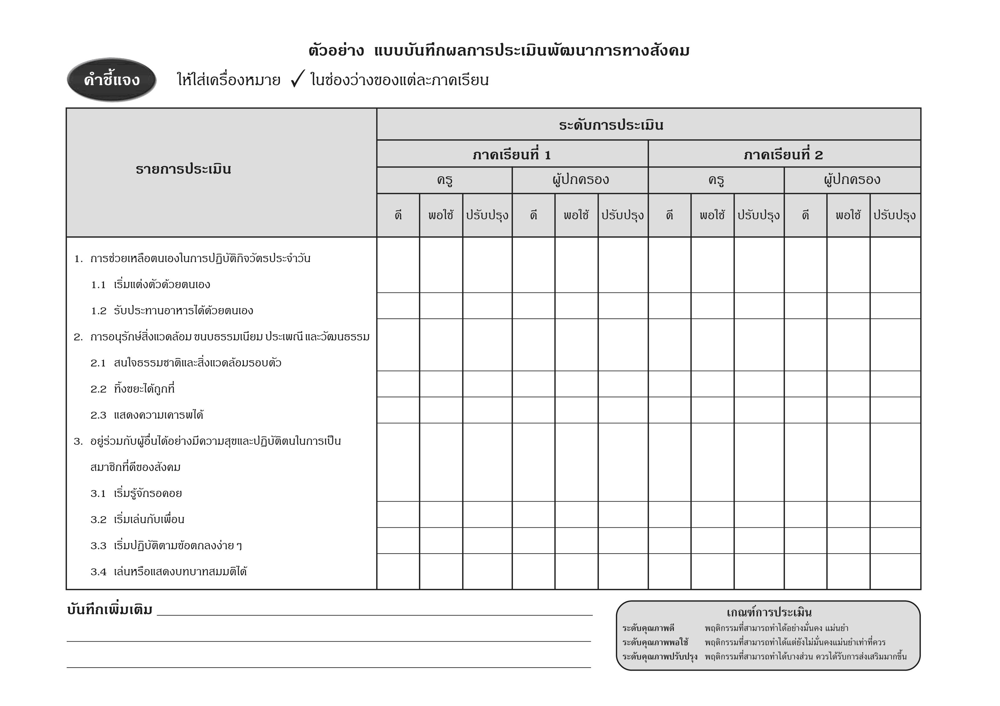 ตัวอย่าง แบบบันทึกผลการประเมินพัฒนาการทางสังคม
คำชี้แจง ให้ใส่เครื่องหมาย ✓ ในช่องว่างของแต่ละภาคเรียน
ระดับการประเมิน
รายการประเมิน
ภาคเรียนที่ 1 ภาคเรียนที่ 2
ครู ผู้ปกครอง ครู ผู้ปกครอง
ดี พอใช้ ปรับปรุง ดี พอใช้ ปรับปรุง ดี พอใช้ ปรับปรุง ดี พอใช้ ปรับปรุง
1. การช่วยเหลือตนเองในการปฏิบัติกิจวัตรประจำวัน
1.1 เริ่มแต่งตัวด้วยตนเอง
1.2 รับประทานอาหารได้ด้วยตนเอง
2. การอนุรักษ์สิ่งแวดล้อม ขนบธรรมเนียม ประเพณี และวัฒนธรรม
2.1 สนใจธรรมชาติและสิ่งแวดล้อมรอบตัว
2.2 ทิ้งขยะได้ถูกที่
2.3 แสดงความเคารพได้
3. อยู่ร่วมกับผู้อื่นได้อย่างมีความสุขและปฏิบัติตนในการเป็น
สมาชิกที่ดีของสังคม
3.1 เริ่มรู้จักรอคอย
3.2 เริ่มเล่นกับเพื่อน
3.3 เริ่มปฏิบัติตามข้อตกลงง่าย ๆ
3.4 เล่นหรือแสดงบทบาทสมมติได้
บันทึกเพิ่มเติม
เกณฑ์การประเมิน
ระดับคุณภาพดี พฤติกรรมที่สามารถทำได้อย่างมั่นคง แม่นยำ
ระดับคุณภาพพอใช้ พฤติกรรมที่สามารถทำได้แต่ยังไม่มั่นคงแม่นยำเท่าที่ควร
ระดับคุณภาพปรับปรุง พฤติกรรมที่สามารถทำได้บางส่วน ควรได้รับการส่งเสริมมากขึ้น